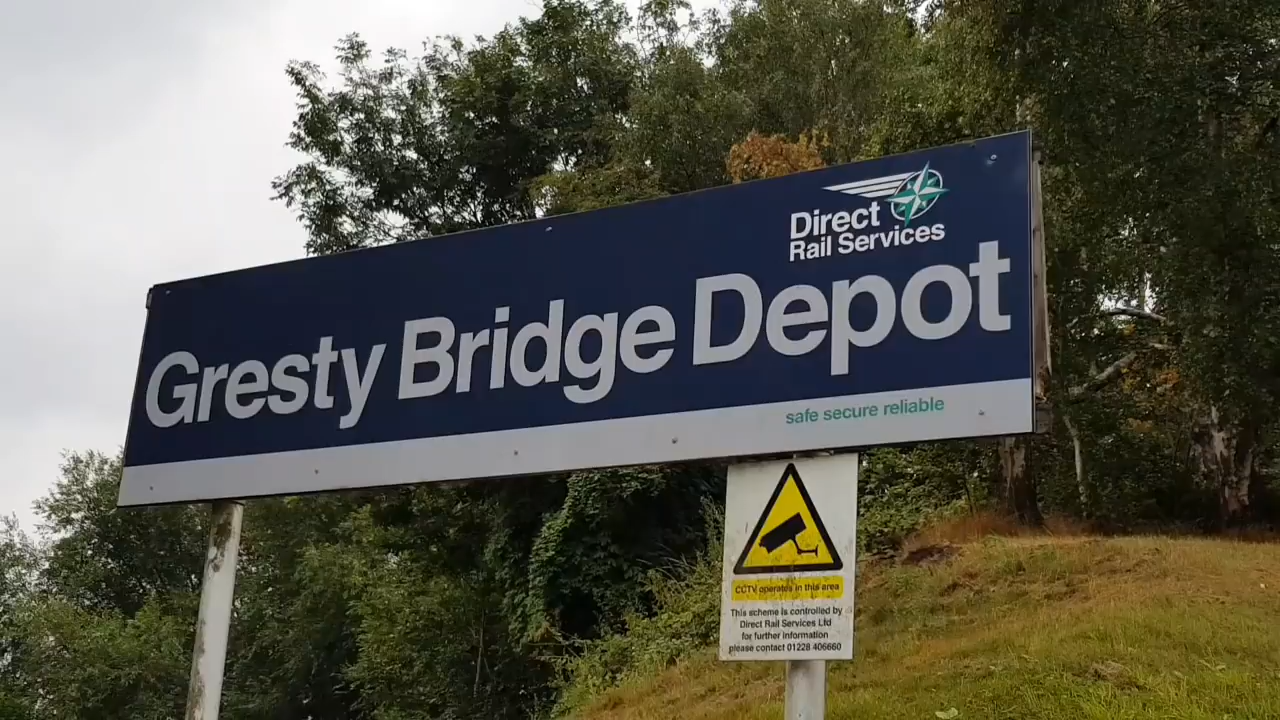 Direct
Rail Services
Gresty Bridge Depot
safe secure reliable
CCTV operates in this area
This scheme is controlled by
Direct Rail Services Ltd
for further information
please contact 01228 406660